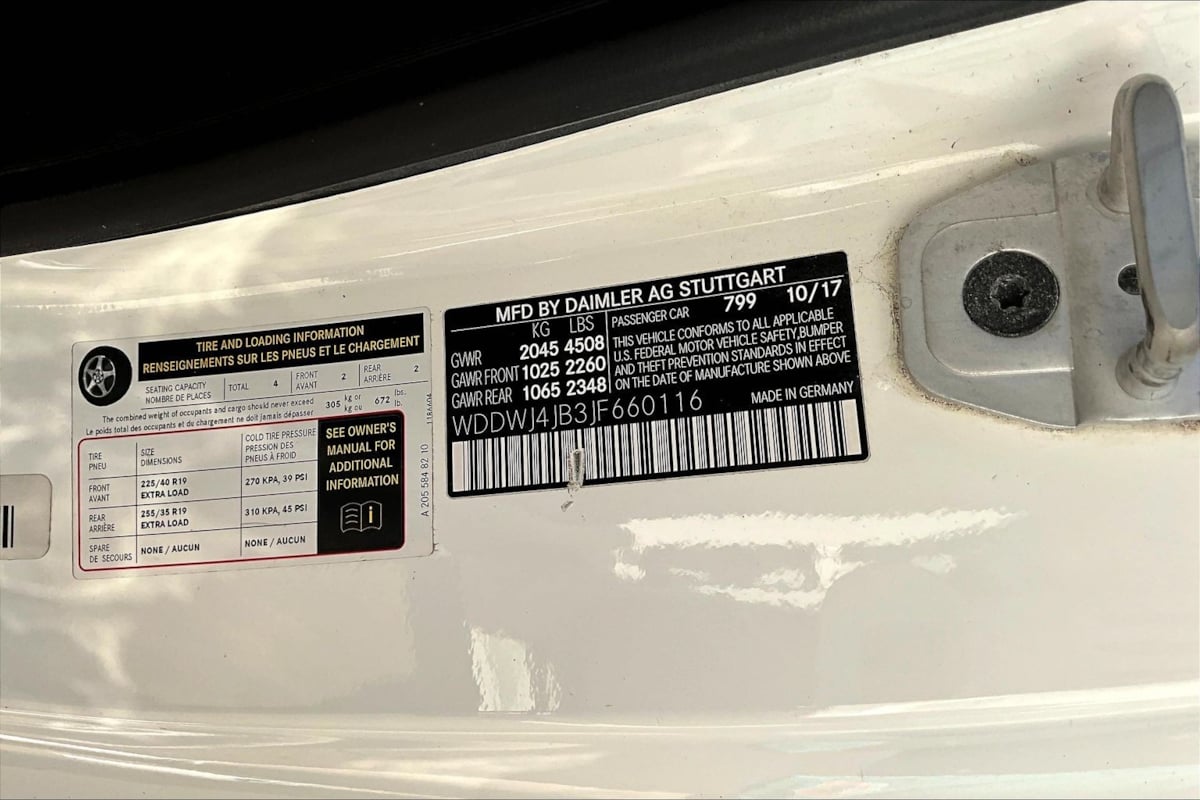 TIRE AND LOADING INFORMATION
RENSEIGNEMENTS SUR LES PNEUS ET LE CHARGEMENT
SEATING CAPACITY
NOMBRE DE PLACES
TOTAL 4
FRONT
AVANT
2
REAR
ARRIÈRE
2
The combined weight of occupants and cargo should never exceed
Le poids total des occupants et du chargement ne doit jamais dépasser
305 kg or
kg ou
672 lbs.
lb.
TIRE
PNEU
SIZE
DIMENSIONS
COLD TIRE PRESSURE
PRESSION DES
PNEUS À FROID
FRONT
AVANT
225/40 R19
EXTRA LOAD
270 KPA, 39 PSI
REAR
ARRIÈRE
255/35 R19
EXTRA LOAD
310 KPA, 45 PSI
SPARE
DE SECOURS
NONE / AUCUN
NONE / AUCUN
SEE OWNER'S
MANUAL FOR
ADDITIONAL
INFORMATION
A 205 584 82 10
MFD BY DAIMLER AG STUTTGART
KG LBS
GVWR 2045 4508
GAWR FRONT 1025 2260
GAWR REAR 1065 2348
PASSENGER CAR 799 10/17
THIS VEHICLE CONFORMS TO ALL APPLICABLE
U.S. FEDERAL MOTOR VEHICLE SAFETY,BUMPER
AND THEFT PREVENTION STANDARDS IN EFFECT
ON THE DATE OF MANUFACTURE SHOWN ABOVE
WDDWJ4JB3JF660116
MADE IN GERMANY